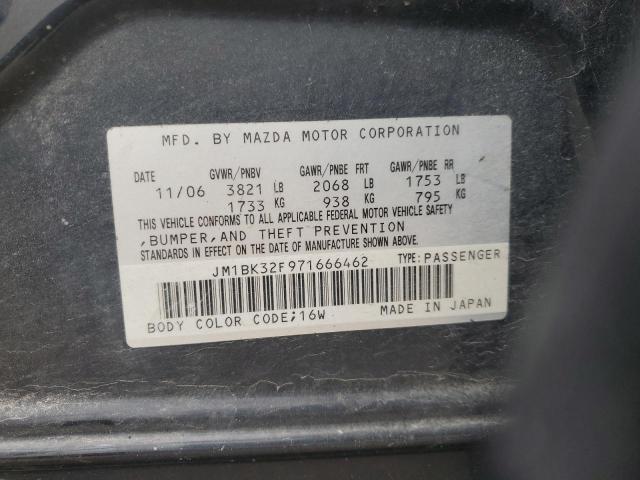 MFD. BY MAZDA MOTOR CORPORATION
DATE GVWR/PNBV GAWR/PNBE FRT GAWR/PNBE RR
11/06 3821 LB 2068 LB 1753 LB
1733 KG 938 KG 795 KG
THIS VEHICLE CONFORMS TO ALL APPLICABLE FEDERAL MOTOR VEHICLE SAFETY
,BUMPER,AND THEFT PREVENTION
STANDARDS IN EFFECT ON THE DATE OF MANUFACTURE SHOWN ABOVE.
JM1BK32F971666462 TYPE:PASSENGER
BODY COLOR CODE;16W MADE IN JAPAN